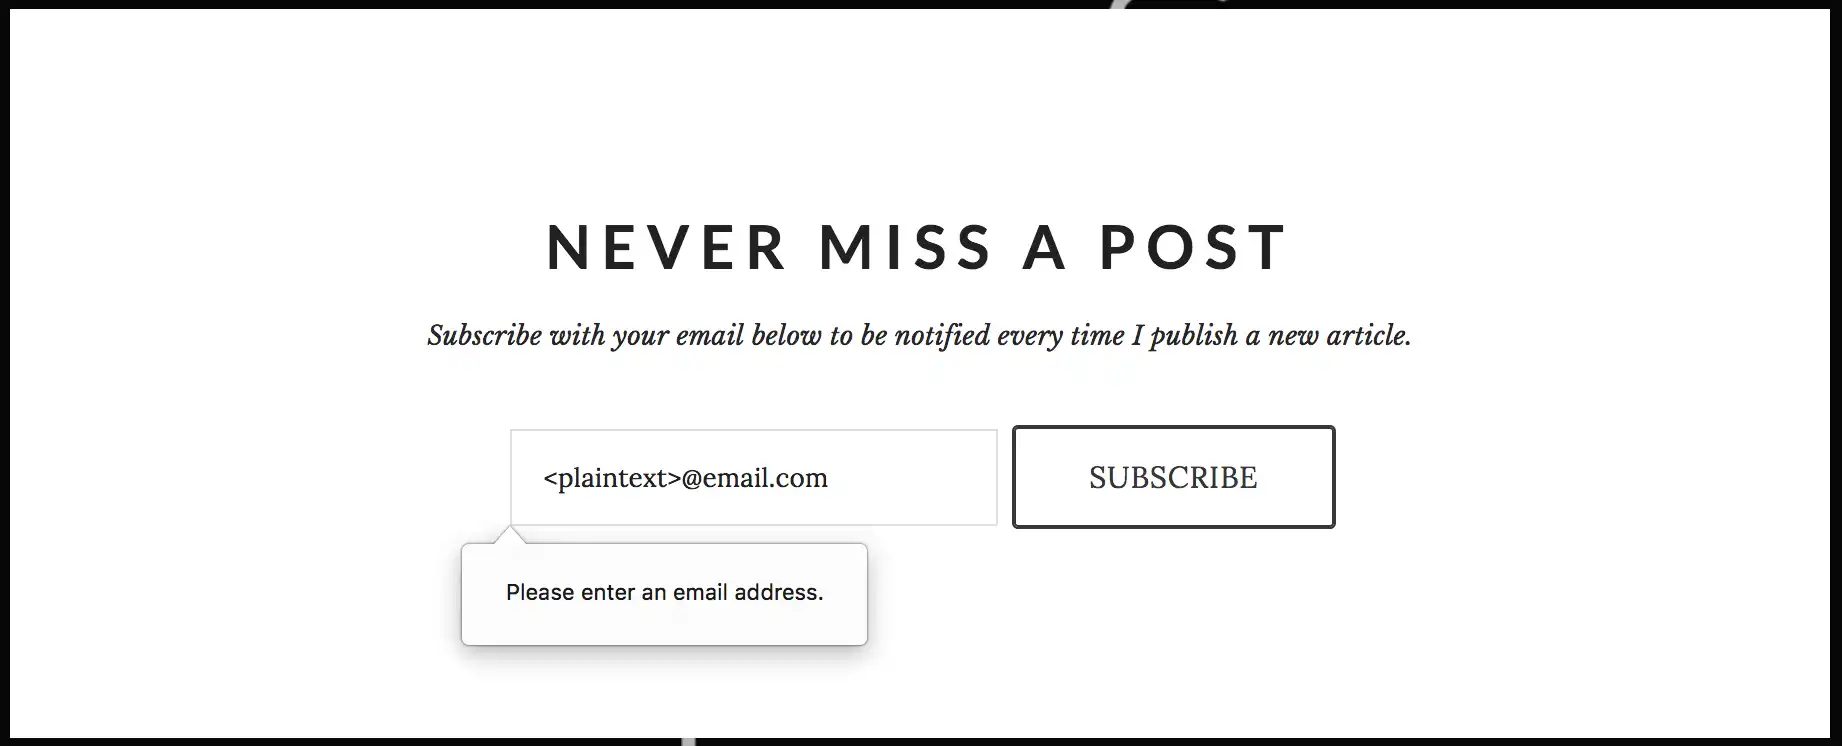 NEVER MISS A POST
Subscribe with your email below to be notified every time I publish a new article.
<plaintext>@email.com
SUBSCRIBE
Please enter an email address.